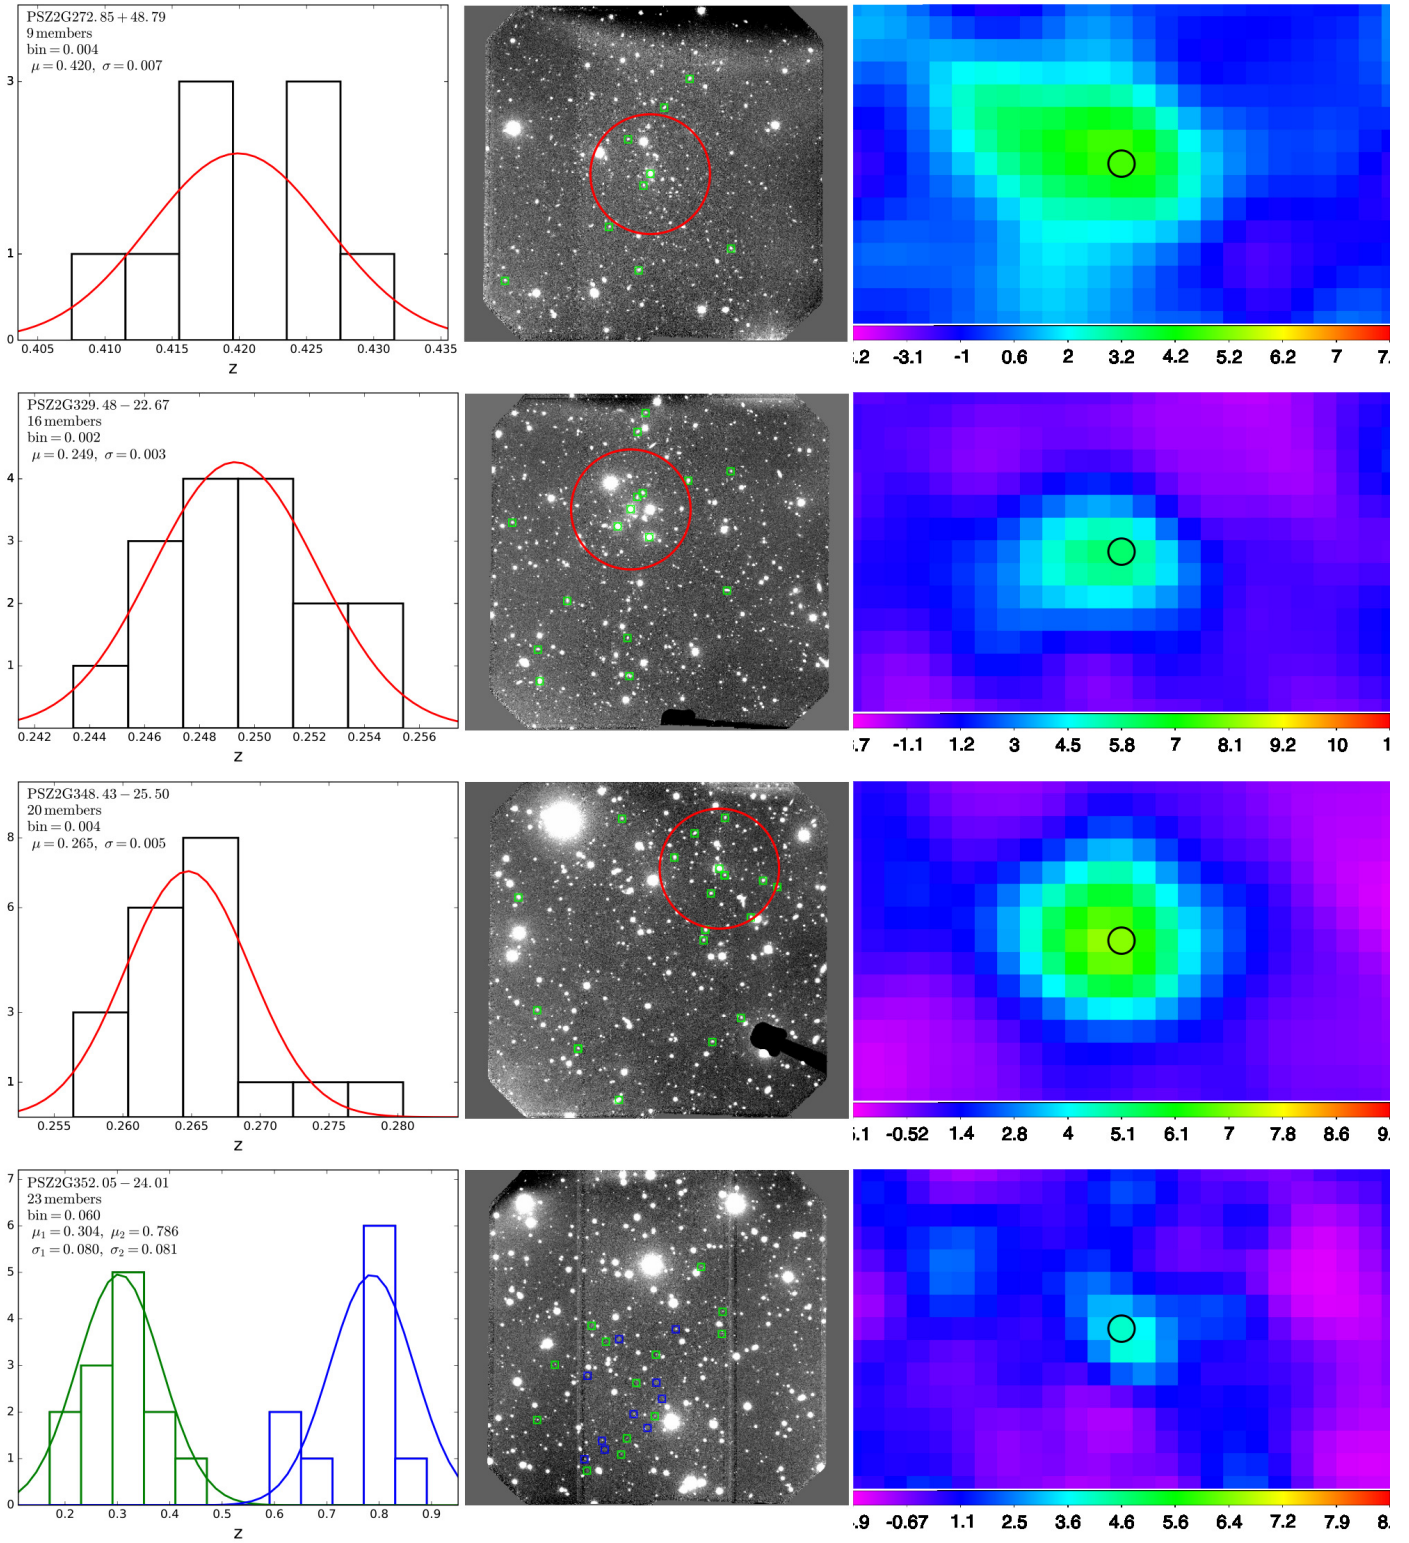 PSZ2G272.85+48.79
9 members
bin=0.004
μ=0.420, σ=0.007
3
1
0
0.405 0.410 0.415 0.420 0.425 0.430 0.435
z
.2 -3.1 -1 0.6 2 3.2 4.2 5.2 6.2 7 7.
PSZ2G329.48−22.67
16 members
bin=0.002
μ=0.249, σ=0.003
4
3
2
1
0.242 0.244 0.246 0.248 0.250 0.252 0.254 0.256
z
.7 -1.1 1.2 3 4.5 5.8 7 8.1 9.2 10 1
PSZ2G348.43−25.50
20 members
bin=0.004
μ=0.265, σ=0.005
8
6
3
1
0.255 0.260 0.265 0.270 0.275 0.280
z
.1 -0.52 1.4 2.8 4 5.1 6.1 7 7.8 8.6 9.
PSZ2G352.05−24.01
23 members
bin=0.060
μ1=0.304, μ2=0.786
σ1=0.080, σ2=0.081
7
6
5
4
3
2
1
0
0.2 0.3 0.4 0.5 0.6 0.7 0.8 0.9
z
.9 -0.67 1.1 2.5 3.6 4.6 5.6 6.4 7.2 7.9 8.